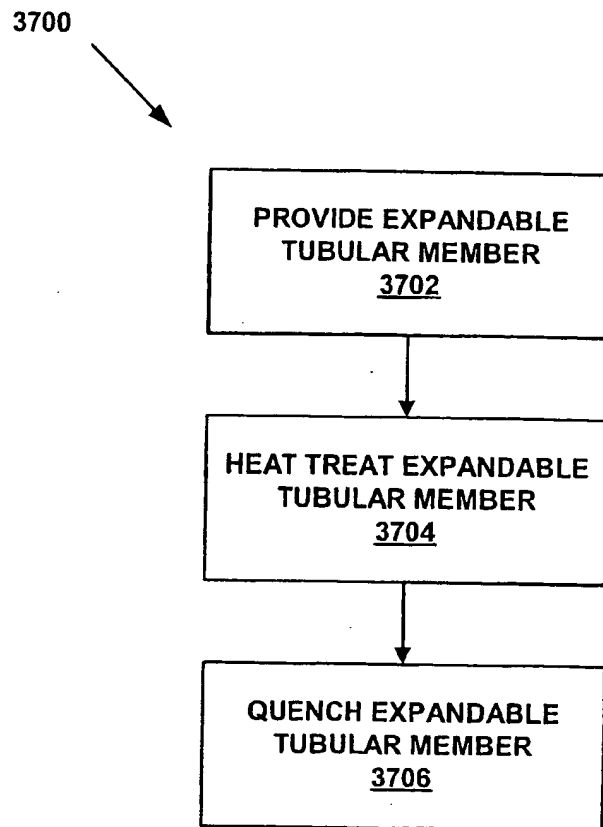 3700
PROVIDE EXPANDABLE
TUBULAR MEMBER
3702
HEAT TREAT EXPANDABLE
TUBULAR MEMBER
3704
QUENCH EXPANDABLE
TUBULAR MEMBER
3706